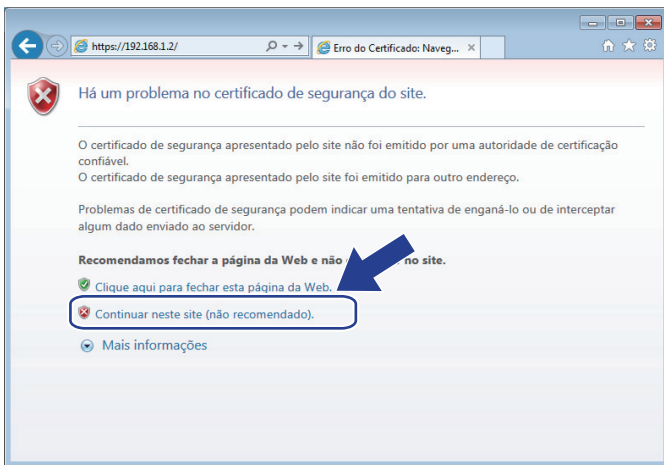 https://192.168.1.2/
Erro do Certificado: Naveg...
Há um problema no certificado de segurança do site.
O certificado de segurança apresentado pelo site não foi emitido por uma autoridade de certificação
confiável.
O certificado de segurança apresentado pelo site foi emitido para outro endereço.
Problemas de certificado de segurança podem indicar uma tentativa de enganá-lo ou de interceptar
algum dado enviado ao servidor.
Recomendamos fechar a página da Web e não no site.
Clique aqui para fechar esta página da Web.
Continuar neste site (não recomendado).
Mais informações